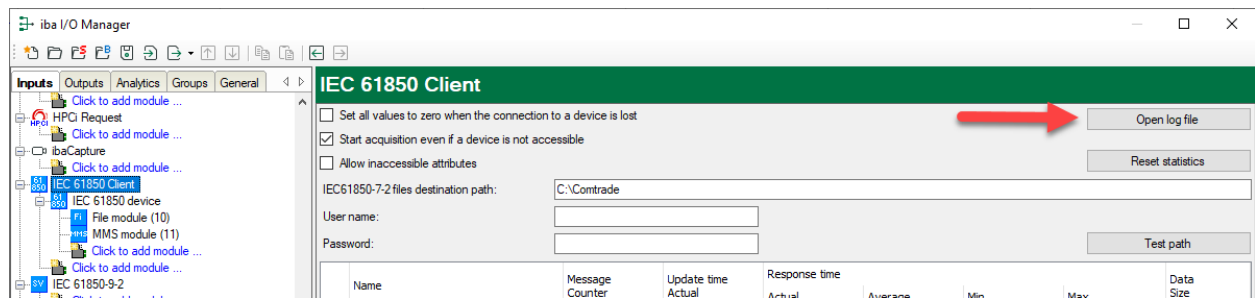 iba I/O Manager
Inputs Outputs Analytics Groups General
Click to add module ...
HPCi Request
Click to add module ...
ibaCapture
Click to add module ...
IEC 61850 Client
IEC 61850 device
File module (10)
MMS module (11)
Click to add module ...
Click to add module ...
IEC 61850-9-2
IEC 61850 Client
Set all values to zero when the connection to a device is lost
Open log file
Start acquisition even if a device is not accessible
Allow inaccessible attributes
Reset statistics
IEC61850-7-2 files destination path: C:\Comtrade
User name:
Password:
Test path
Name
Message Counter
Update time Actual
Response time
Actual Average Min Max
Data Size